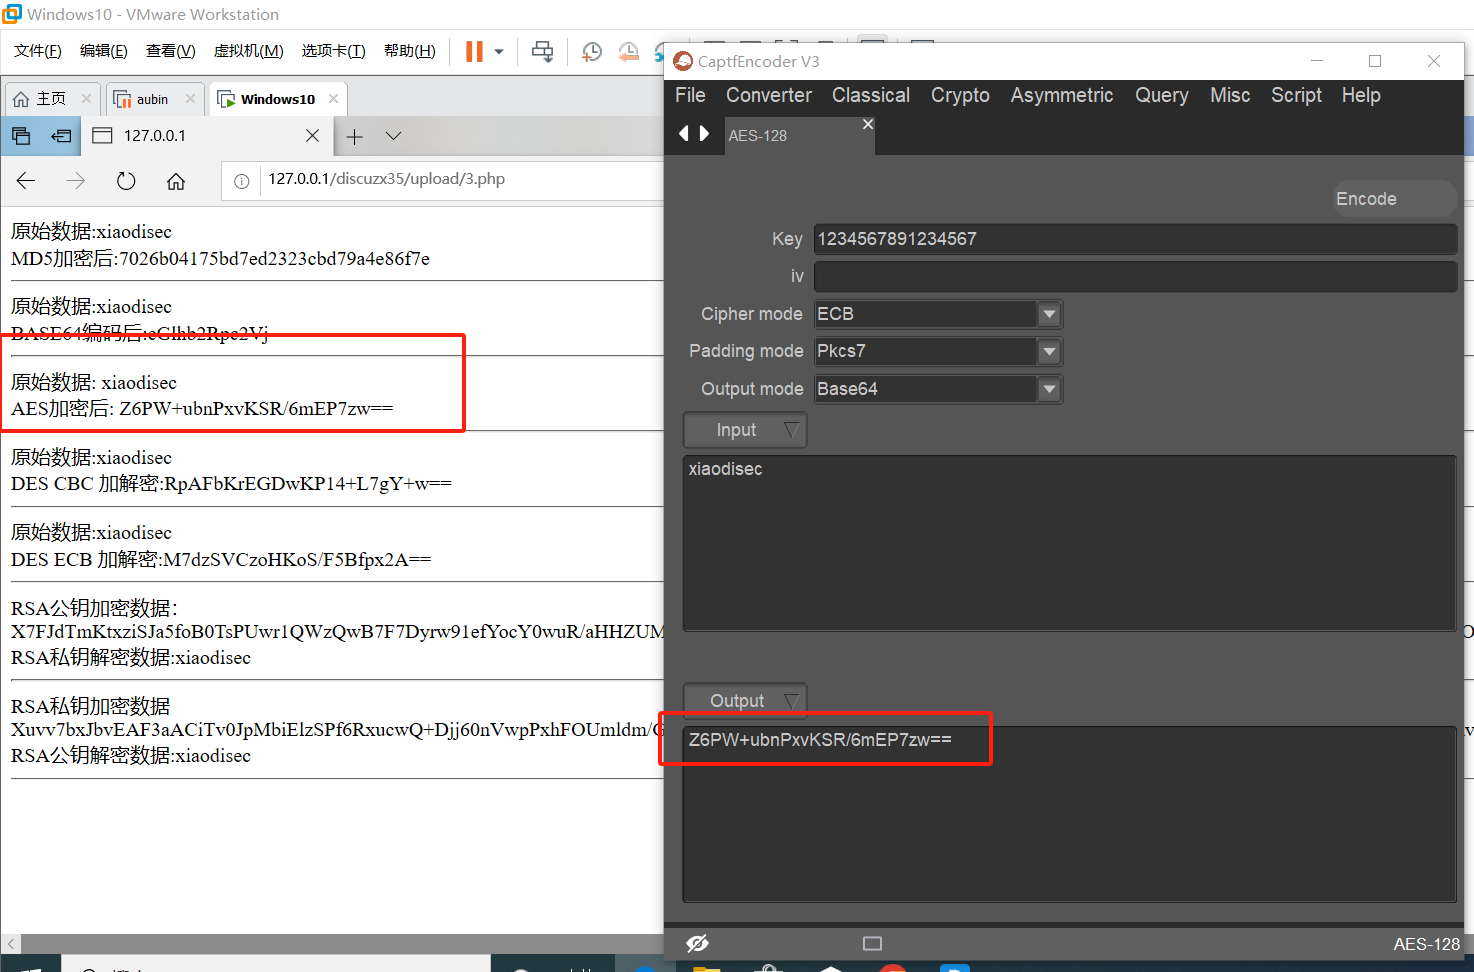 Windows10 - VMware Workstation
文件(F) 编辑(E) 查看(V) 虚拟机(M) 选项卡(T) 帮助(H)
主页 aubin Windows10
127.0.0.1
127.0.0.1/discuzx35/upload/3.php
原始数据:xiaodisec
MD5加密后:7026b04175bd7ed2323cbd79a4e86f7e
原始数据:xiaodisec
BASE64编码后:eGlhb2Rpc2Vj
原始数据: xiaodisec
AES加密后: Z6PW+ubnPxvKSR/6mEP7zw==
原始数据:xiaodisec
DES CBC 加解密:RpAFbKrEGDwKP14+L7gY+w==
原始数据:xiaodisec
DES ECB 加解密:M7dzSVCzoHKoS/F5Bfpx2A==
RSA公钥加密数据:
X7FJdTmKtxziSJa5foB0TsPUwr1QWzQwB7F7Dyrw91efYocY0wuR/aHHZUM
RSA私钥解密数据:xiaodisec
RSA私钥加密数据
Xuvv7bxJbvEAF3aACiTv0JpMbiElzSPf6RxucwQ+Djj60nVwpPxhFOUmldm/
RSA公钥解密数据:xiaodisec
CaptfEncoder V3
File Converter Classical Crypto Asymmetric Query Misc Script Help
AES-128
Encode
Key 1234567891234567
iv
Cipher mode ECB
Padding mode Pkcs7
Output mode Base64
Input
xiaodisec
Output
Z6PW+ubnPxvKSR/6mEP7zw==
AES-128